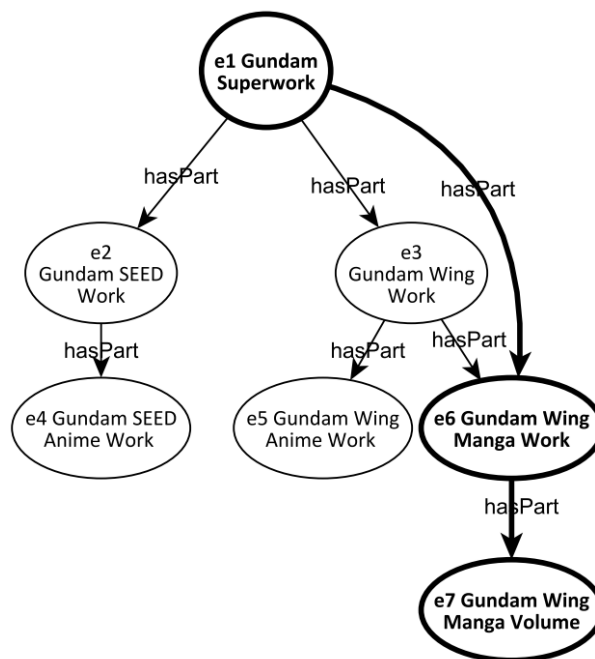 e1 Gundam
Superwork
hasPart
hasPart
hasPart
e2
Gundam SEED
Work
e3
Gundam Wing
Work
hasPart
hasPart
hasPart
e4 Gundam SEED
Anime Work
e5 Gundam Wing
Anime Work
e6 Gundam Wing
Manga Work
hasPart
e7 Gundam Wing
Manga Volume